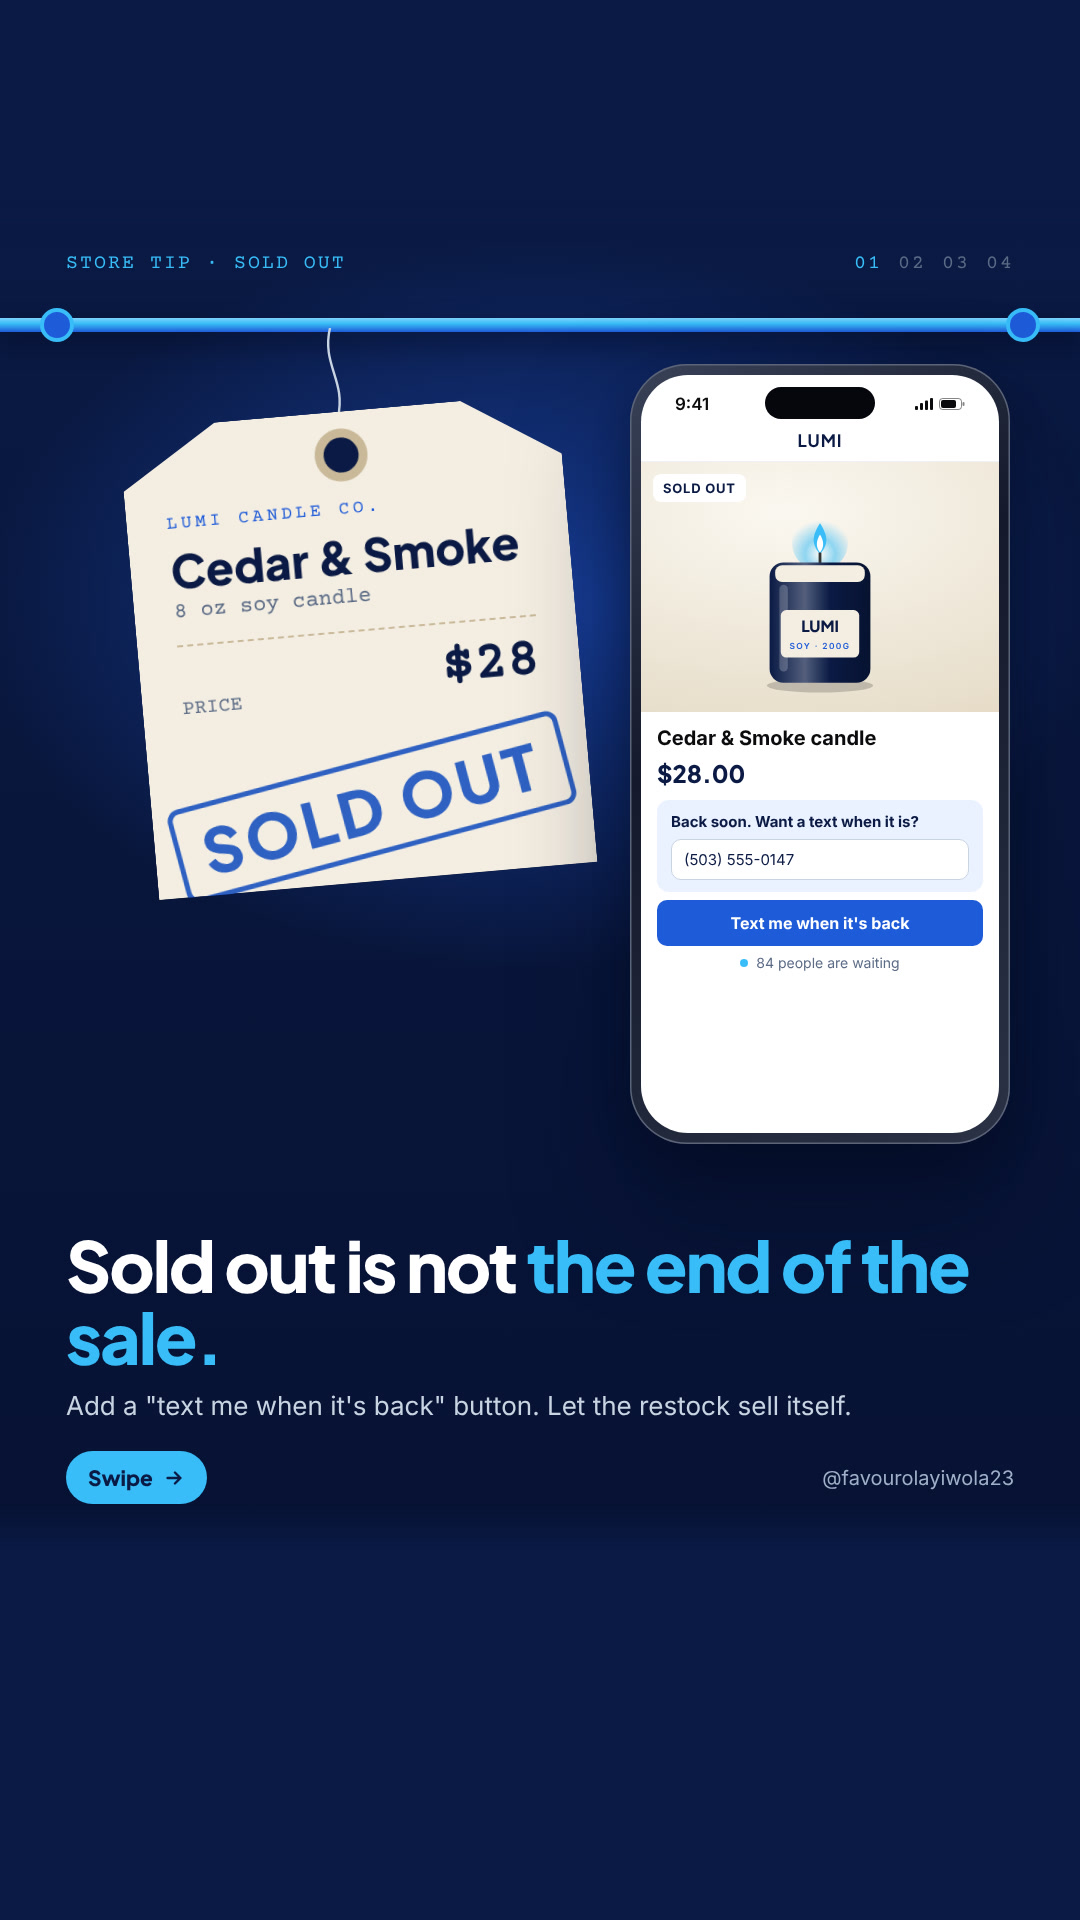 STORE TIP · SOLD OUT
01 02 03 04
LUMI CANDLE CO.
Cedar & Smoke
8 oz soy candle
$28
PRICE
SOLD OUT
9:41
LUMI
SOLD OUT
LUMI
SOY · 200G
Cedar & Smoke candle
$28.00
Back soon. Want a text when it is?
(503) 555-0147
Text me when it's back
84 people are waiting
Sold out is not the end of the
sale.
Add a "text me when it's back" button. Let the restock sell itself.
Swipe →
@favourolayiwola23